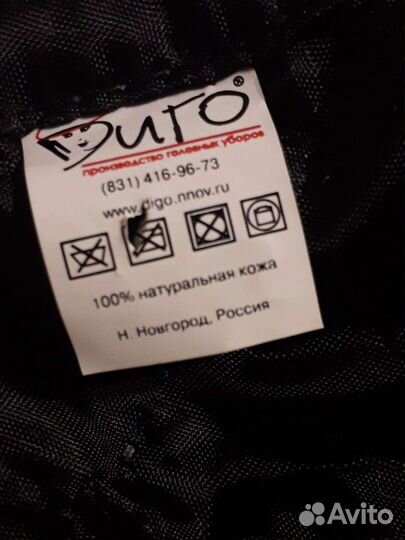 Диго®
производство головных уборов
(831) 416-96-73
www.digo.nnov.ru
100% натуральная кожа
Н. Новгород, Россия
Avito